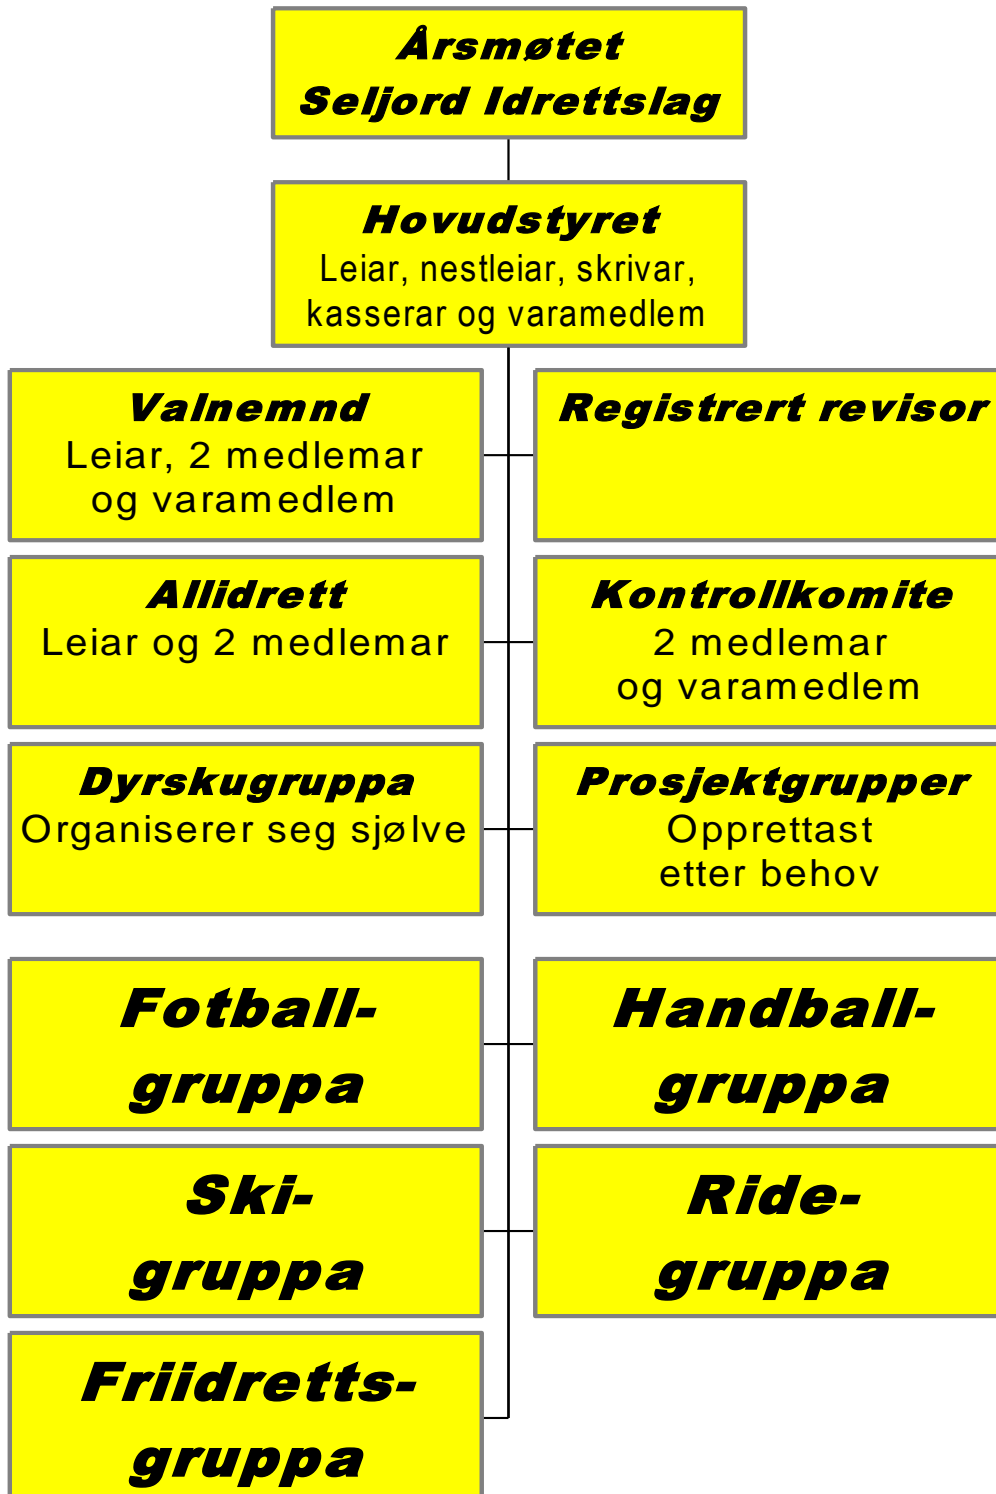 Årsmøtet
Seljord Idrettslag
Hovudstyret
Leiar, nestleiar, skrivar,
kasserar og varamedlem
Valnemnd
Leiar, 2 medlemar
og varamedlem
Registrert revisor
Allidrett
Leiar og 2 medlemar
Kontrollkomite
2 medlemar
og varamedlem
Dyrskugruppa
Organiserer seg sjølve
Prosjektgrupper
Opprettast
etter behov
Fotball-
gruppa
Handball-
gruppa
Ski-
gruppa
Ride-
gruppa
Friidretts-
gruppa